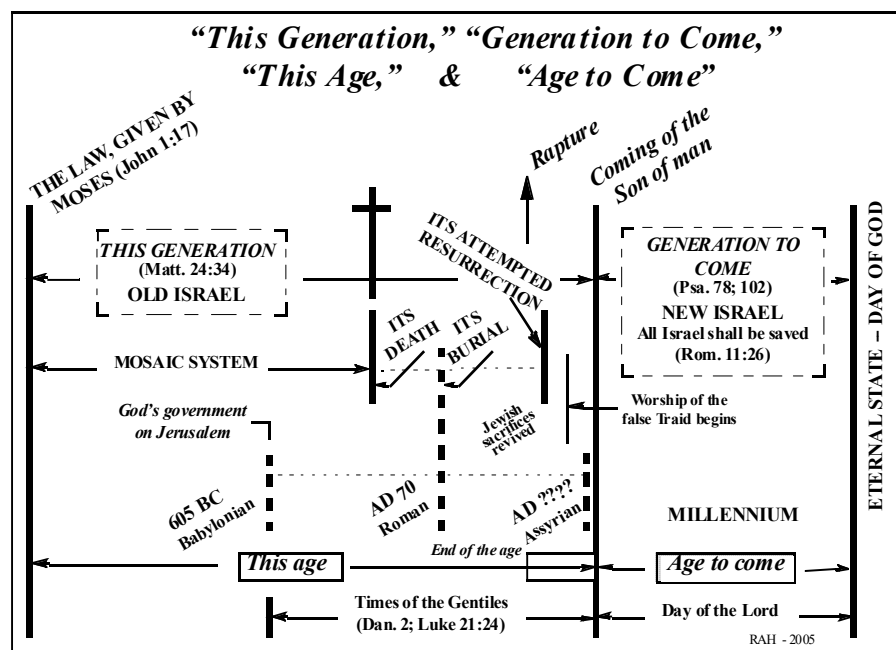 “This Generation,” “Generation to Come,”
“This Age,” & “Age to Come”
THE LAW, GIVEN BY
MOSES (John 1:17)
Rapture
Coming of the
Son of man
THIS GENERATION
(Matt. 24:34)
OLD ISRAEL
ITS ATTEMPTED
RESURRECTION
GENERATION TO
COME
(Psa. 78; 102)
NEW ISRAEL
All Israel shall be saved
(Rom. 11:26)
ETERNAL STATE – DAY OF GOD
MOSAIC SYSTEM
ITS
DEATH
ITS
BURIAL
God’s government
on Jerusalem
Jewish
sacrifices
revived
Worship of the
false Traid begins
605 BC
Babylonian
AD 70
Roman
AD ????
Assyrian
MILLENNIUM
This age
End of the age
Age to come
Times of the Gentiles
(Dan. 2; Luke 21:24)
Day of the Lord
RAH - 2005